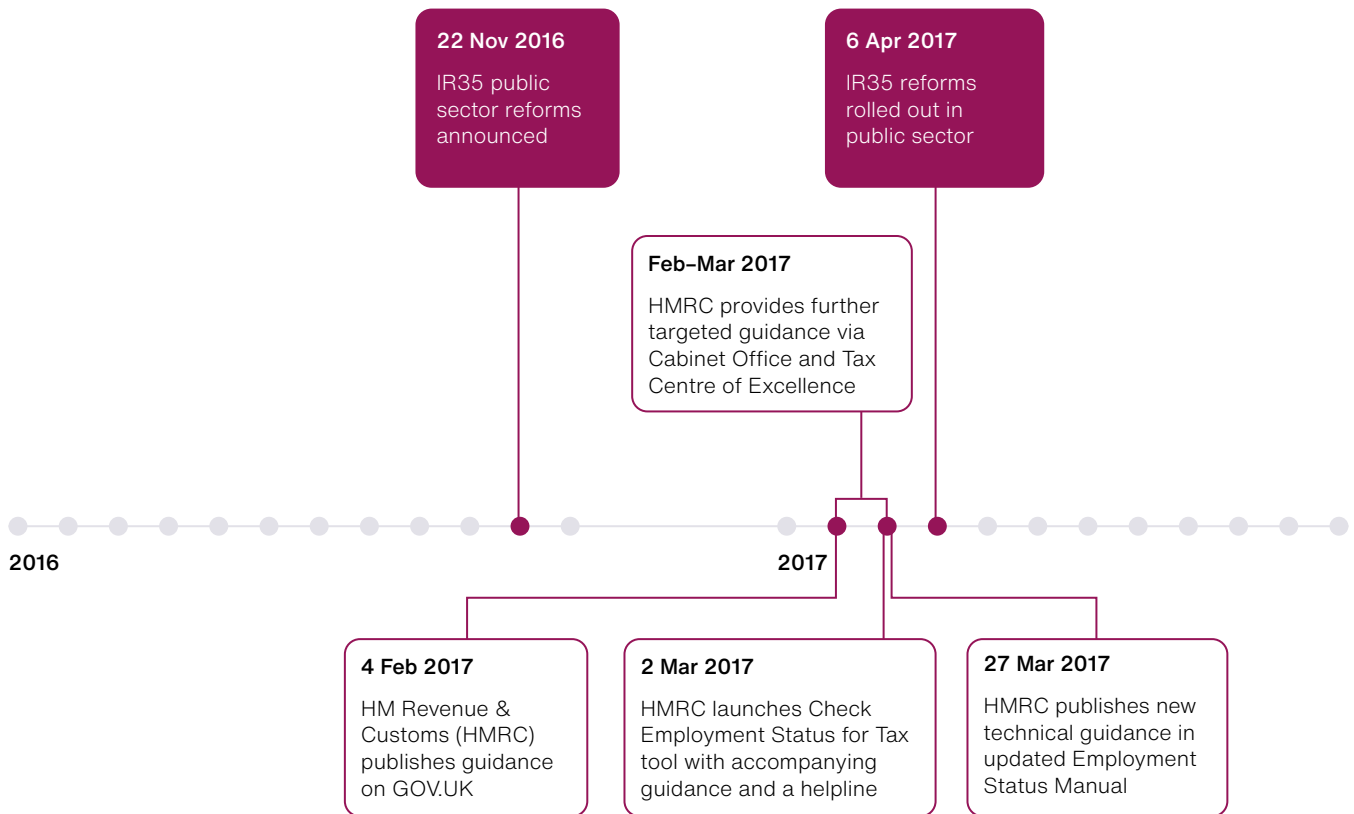 22 Nov 2016
IR35 public
sector reforms
announced
6 Apr 2017
IR35 reforms
rolled out in
public sector
Feb–Mar 2017
HMRC provides further
targeted guidance via
Cabinet Office and Tax
Centre of Excellence
2016
2017
4 Feb 2017
HM Revenue &
Customs (HMRC)
publishes guidance
on GOV.UK
2 Mar 2017
HMRC launches Check
Employment Status for Tax
tool with accompanying
guidance and a helpline
27 Mar 2017
HMRC publishes new
technical guidance in
updated Employment
Status Manual